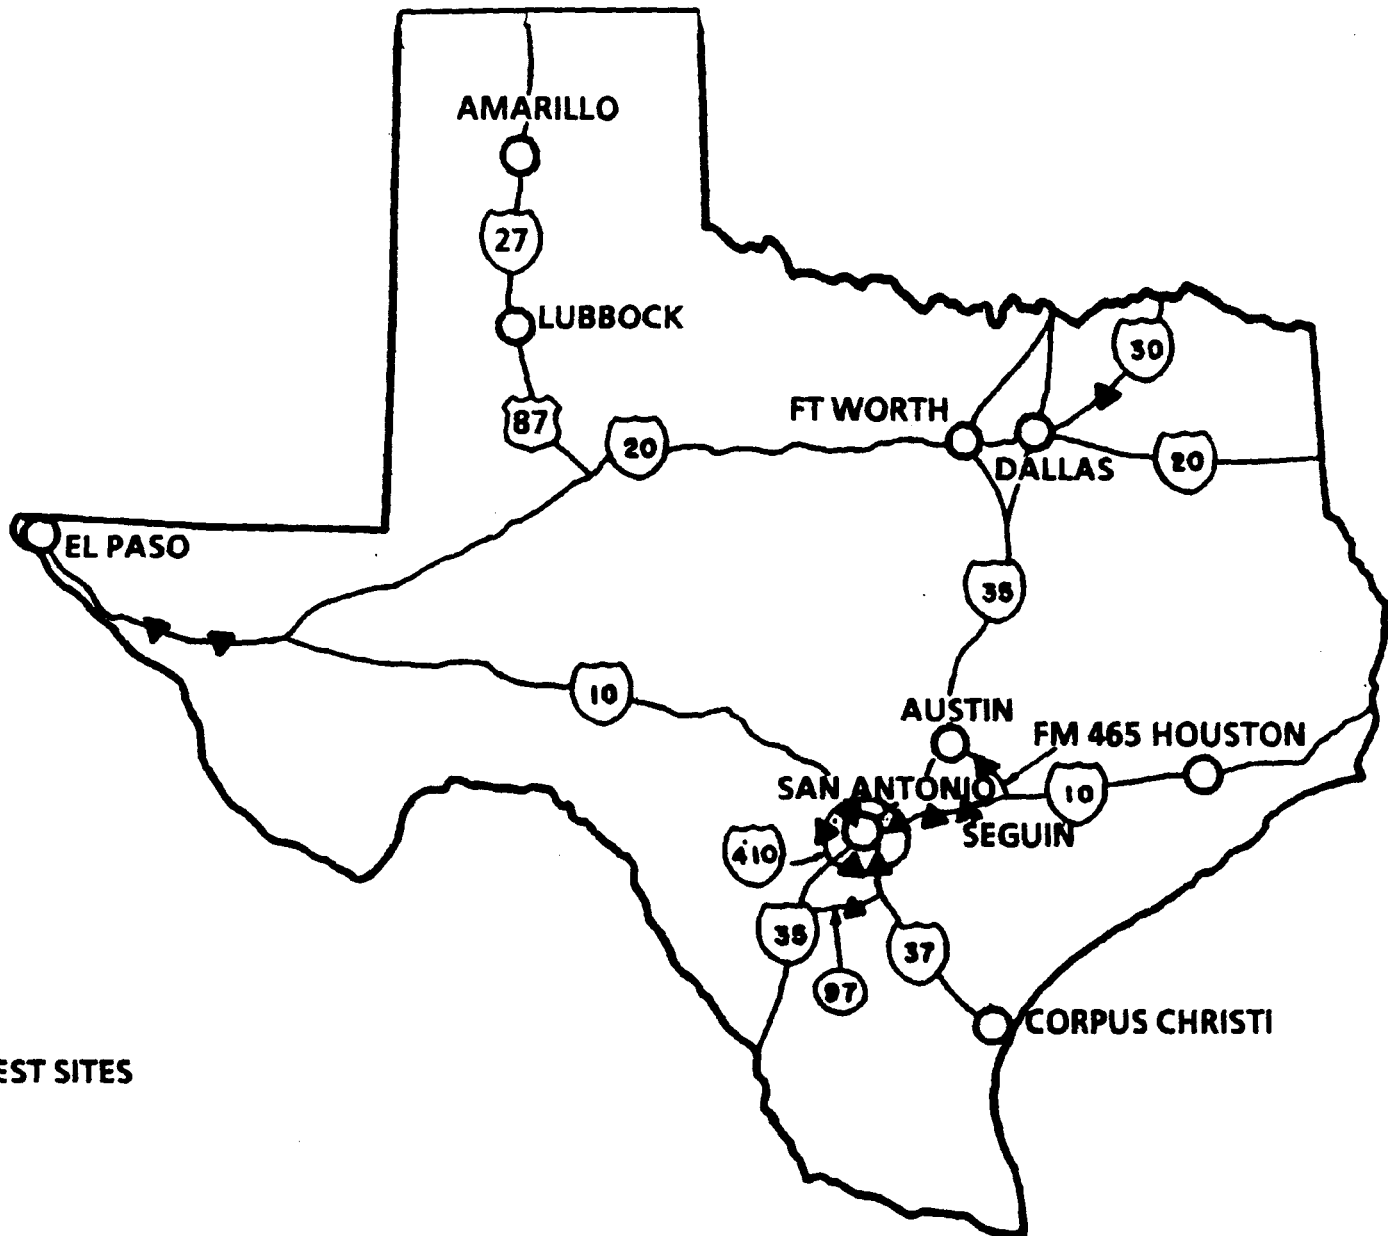 AMARILLO
27
LUBBOCK
30
FT WORTH
87
20
DALLAS
20
EL PASO
35
10
AUSTIN
FM 465 HOUSTON
SAN ANTONIO
10
SEGUIN
410
35
37
97
CORPUS CHRISTI
EST SITES